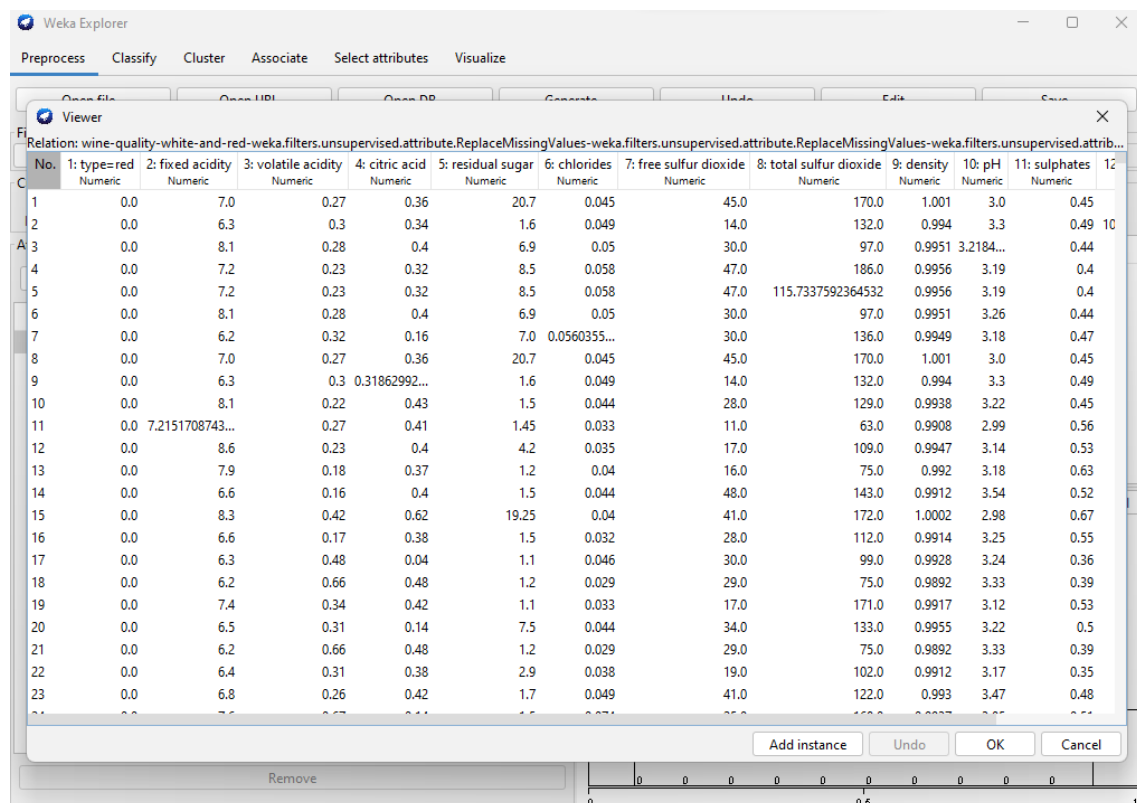 Weka Explorer
Preprocess Classify Cluster Associate Select attributes Visualize
Open file Open URL Open DB Generate Undo Edit Save
Viewer
Relation: wine-quality-white-and-red-weka.filters.unsupervised.attribute.ReplaceMissingValues-weka.filters.unsupervised.attribute.ReplaceMissingValues-weka.filters.unsupervised.attrib...
No. 1: type=red 2: fixed acidity 3: volatile acidity 4: citric acid 5: residual sugar 6: chlorides 7: free sulfur dioxide 8: total sulfur dioxide 9: density 10: pH 11: sulphates 12
Numeric Numeric Numeric Numeric Numeric Numeric Numeric Numeric Numeric Numeric Numeric
1 0.0 7.0 0.27 0.36 20.7 0.045 45.0 170.0 1.001 3.0 0.45
2 0.0 6.3 0.3 0.34 1.6 0.049 14.0 132.0 0.994 3.3 0.49 10
3 0.0 8.1 0.28 0.4 6.9 0.05 30.0 97.0 0.9951 3.2184... 0.44
4 0.0 7.2 0.23 0.32 8.5 0.058 47.0 186.0 0.9956 3.19 0.4
5 0.0 7.2 0.23 0.32 8.5 0.058 47.0 115.7337592364532 0.9956 3.19 0.4
6 0.0 8.1 0.28 0.4 6.9 0.05 30.0 97.0 0.9951 3.26 0.44
7 0.0 6.2 0.32 0.16 7.0 0.0560355... 30.0 136.0 0.9949 3.18 0.47
8 0.0 7.0 0.27 0.36 20.7 0.045 45.0 170.0 1.001 3.0 0.45
9 0.0 6.3 0.3 0.31862992... 1.6 0.049 14.0 132.0 0.994 3.3 0.49
10 0.0 8.1 0.22 0.43 1.5 0.044 28.0 129.0 0.9938 3.22 0.45
11 0.0 7.2151708743... 0.27 0.41 1.45 0.033 11.0 63.0 0.9908 2.99 0.56
12 0.0 8.6 0.23 0.4 4.2 0.035 17.0 109.0 0.9947 3.14 0.53
13 0.0 7.9 0.18 0.37 1.2 0.04 16.0 75.0 0.992 3.18 0.63
14 0.0 6.6 0.16 0.4 1.5 0.044 48.0 143.0 0.9912 3.54 0.52
15 0.0 8.3 0.42 0.62 19.25 0.04 41.0 172.0 1.0002 2.98 0.67
16 0.0 6.6 0.17 0.38 1.5 0.032 28.0 112.0 0.9914 3.25 0.55
17 0.0 6.3 0.48 0.04 1.1 0.046 30.0 99.0 0.9928 3.24 0.36
18 0.0 6.2 0.66 0.48 1.2 0.029 29.0 75.0 0.9892 3.33 0.39
19 0.0 7.4 0.34 0.42 1.1 0.033 17.0 171.0 0.9917 3.12 0.53
20 0.0 6.5 0.31 0.14 7.5 0.044 34.0 133.0 0.9955 3.22 0.5
21 0.0 6.2 0.66 0.48 1.2 0.029 29.0 75.0 0.9892 3.33 0.39
22 0.0 6.4 0.31 0.38 2.9 0.038 19.0 102.0 0.9912 3.17 0.35
23 0.0 6.8 0.26 0.42 1.7 0.049 41.0 122.0 0.993 3.47 0.48
Add instance Undo OK Cancel
Remove
0 0 0 0 0 0 0 0 0 0